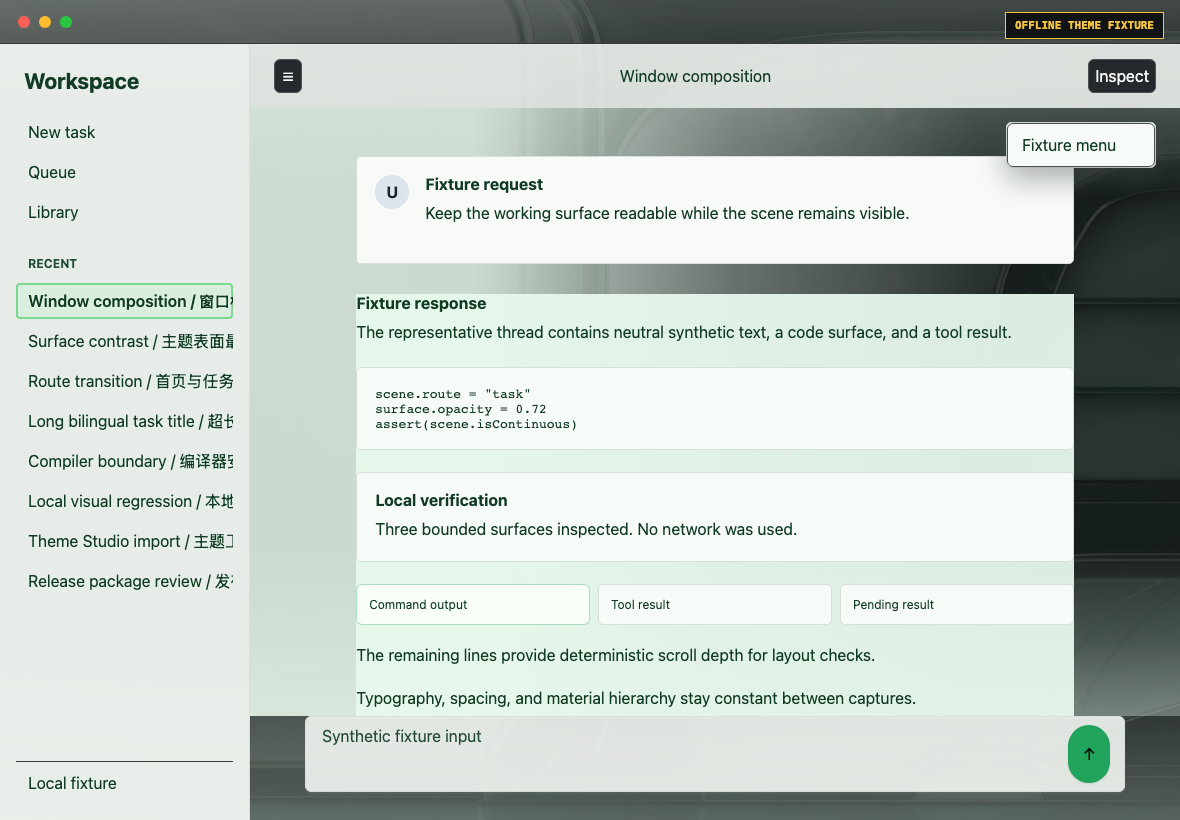 OFFLINE THEME FIXTURE
Workspace
New task
Queue
Library
RECENT
Window composition / 窗口
Surface contrast / 主题表面
Route transition / 首页与任务
Long bilingual task title / 超长
Compiler boundary / 编译器
Local visual regression / 本地
Theme Studio import / 主题
Release package review / 发
Local fixture
≡
Window composition
Inspect
Fixture menu
U
Fixture request
Keep the working surface readable while the scene remains visible.
Fixture response
The representative thread contains neutral synthetic text, a code surface, and a tool result.
scene.route = "task"
surface.opacity = 0.72
assert(scene.isContinuous)
Local verification
Three bounded surfaces inspected. No network was used.
Command output
Tool result
Pending result
The remaining lines provide deterministic scroll depth for layout checks.
Typography, spacing, and material hierarchy stay constant between captures.
Synthetic fixture input
↑